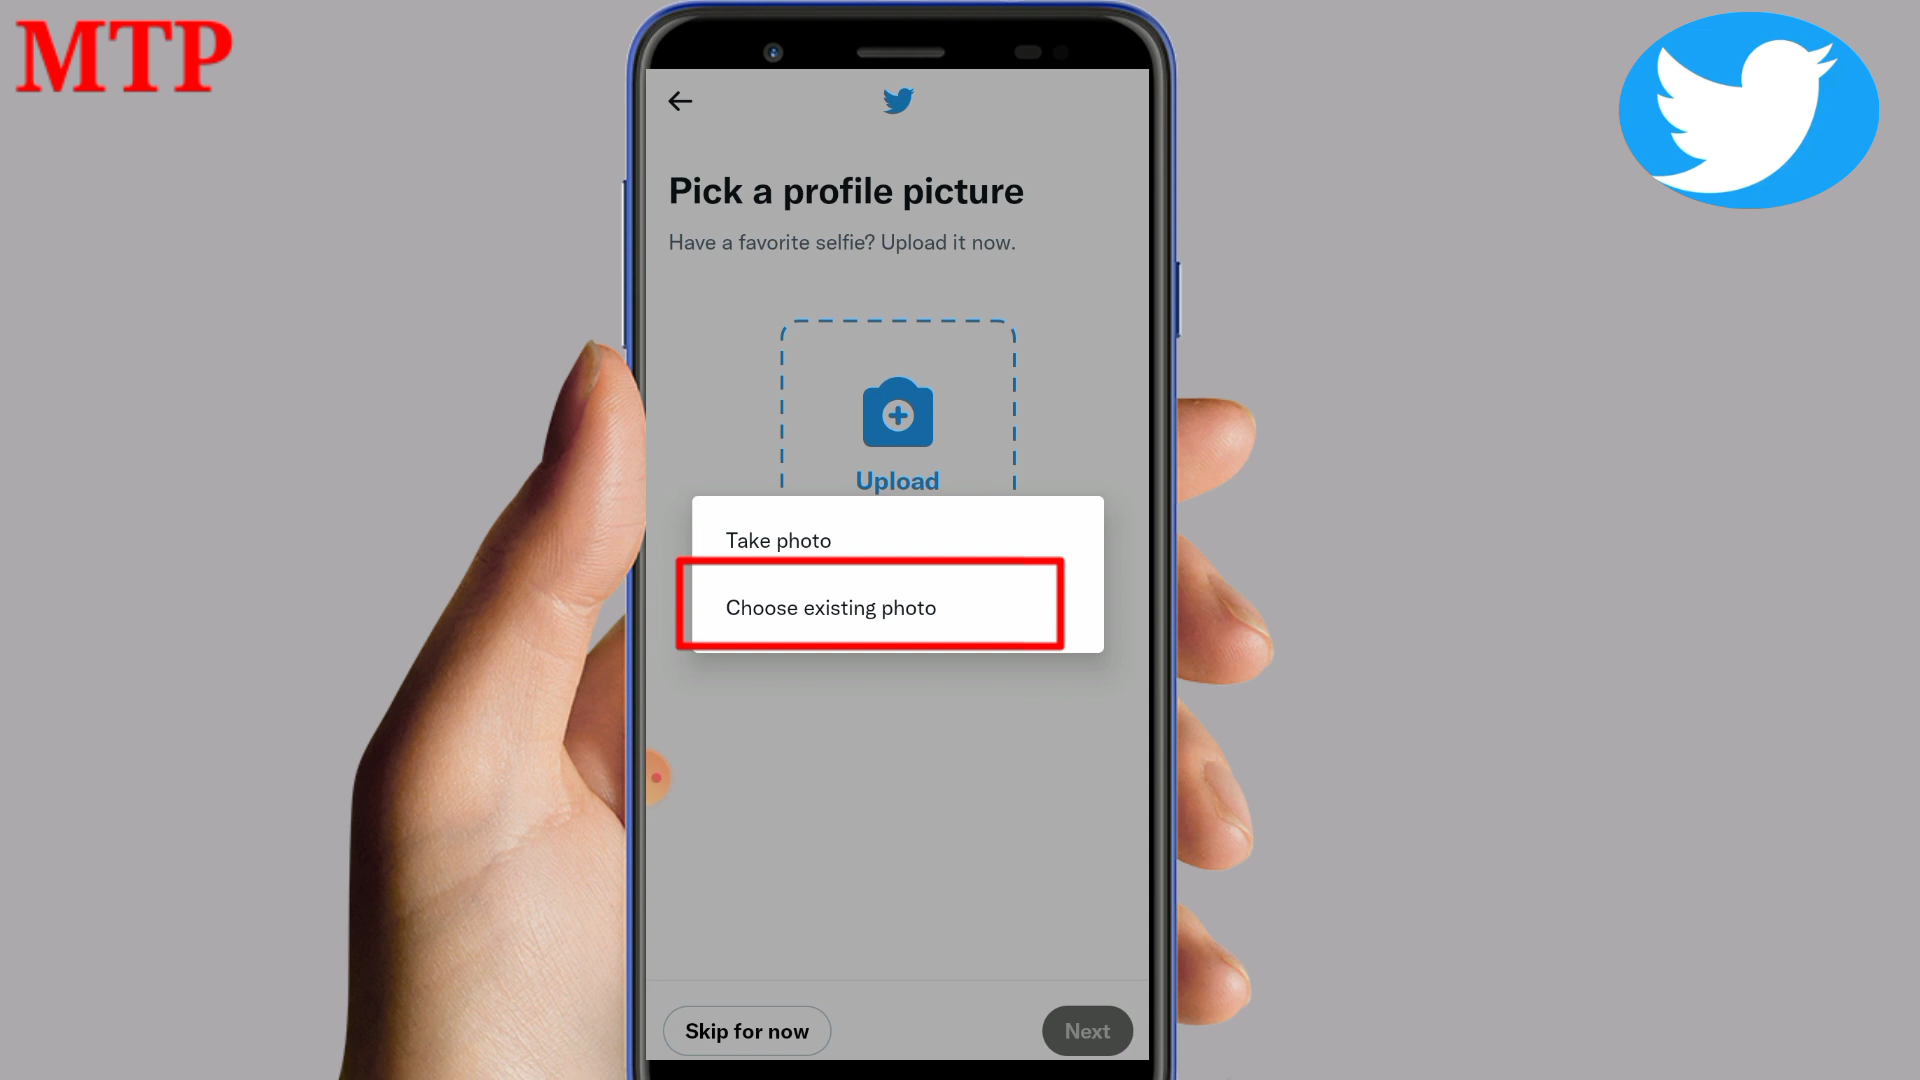 MTP
Pick a profile picture
Have a favorite selfie? Upload it now.
Upload
Take photo
Choose existing photo
Skip for now
Next